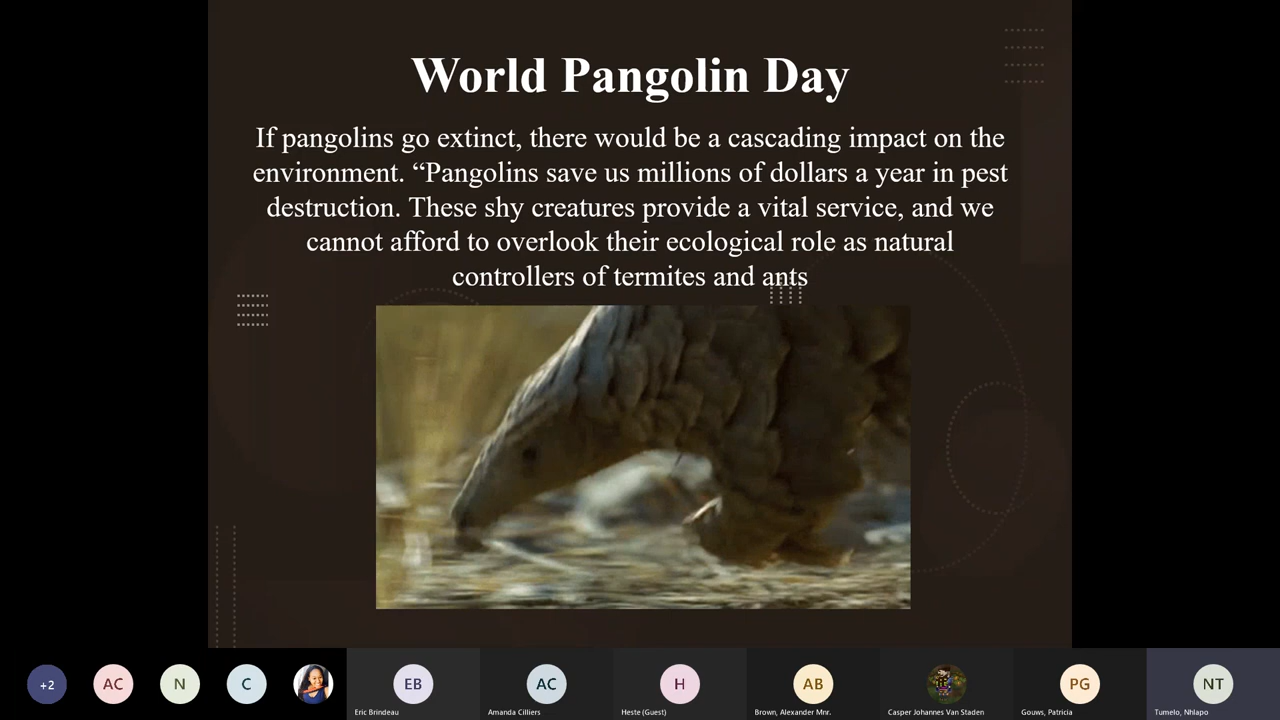 World Pangolin Day
If pangolins go extinct, there would be a cascading impact on the
environment. “Pangolins save us millions of dollars a year in pest
destruction. These shy creatures provide a vital service, and we
cannot afford to overlook their ecological role as natural
controllers of termites and ants
+2
AC
N
C
EB
AC
H
AB
PG
NT
Eric Brindeau
Amanda Cilliers
Heste (Guest)
Brown, Alexander Mnr.
Casper Johannes Van Staden
Gouws, Patricia
Tumelo, Nhlapo